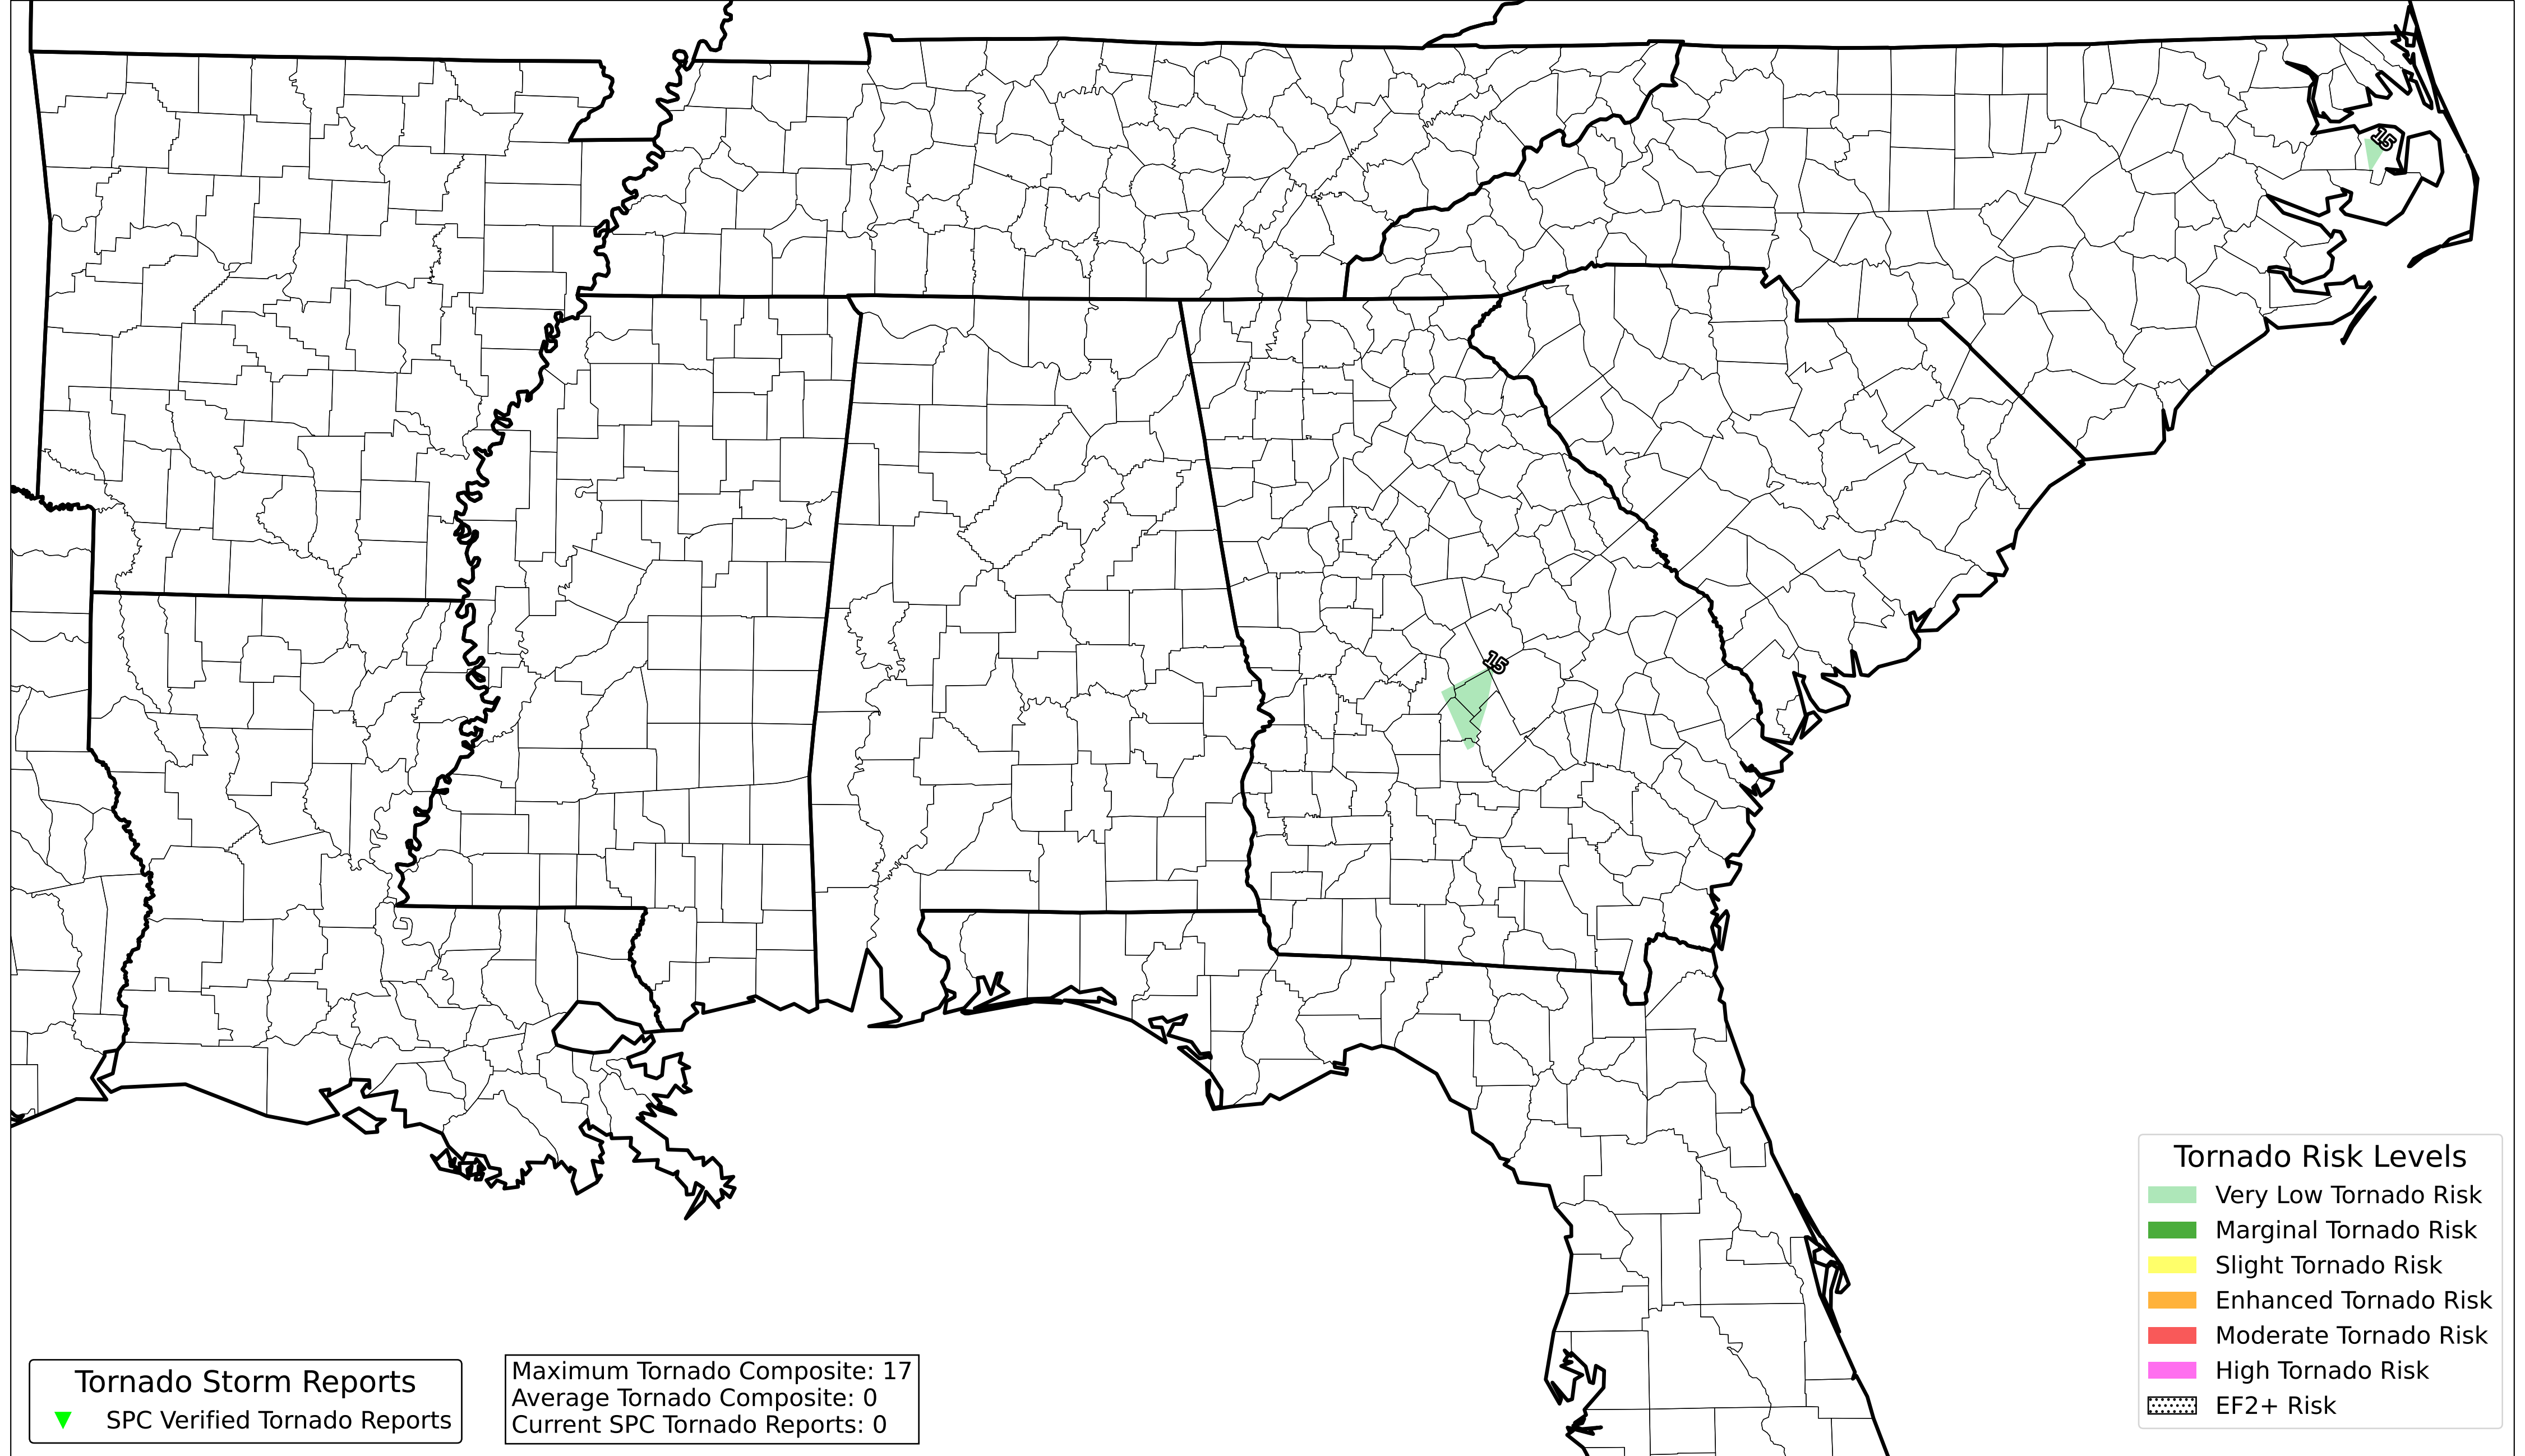 15
15
Tornado Risk Levels
Very Low Tornado Risk
Marginal Tornado Risk
Slight Tornado Risk
Enhanced Tornado Risk
Moderate Tornado Risk
High Tornado Risk
EF2+ Risk
Tornado Storm Reports
SPC Verified Tornado Reports
Maximum Tornado Composite: 17
Average Tornado Composite: 0
Current SPC Tornado Reports: 0